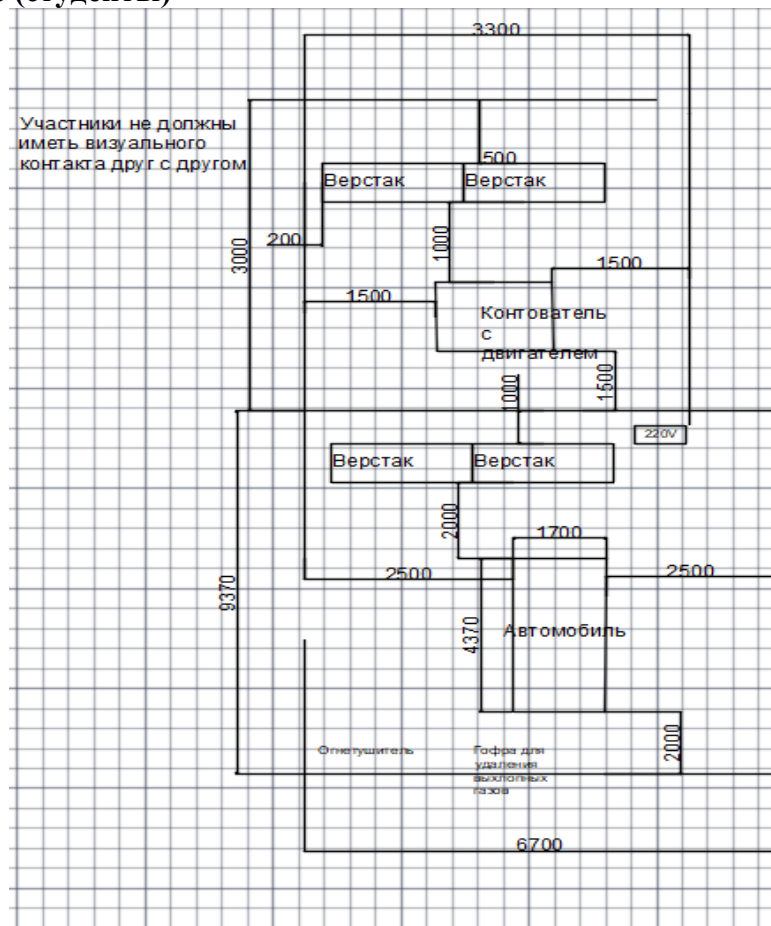 (студенты)
3300
Участники не должны
иметь визуального
контакта друг с другом
500
Верстак
Верстак
200
1000
3000
1500
1500
Контователь
с
двигателем
1000
1500
220V
Верстак
Верстак
2000
1700
2500
2500
9370
4370
Автомобиль
Огнетушитель
Гофра для
удаления
выхлопных
газов
2000
6700